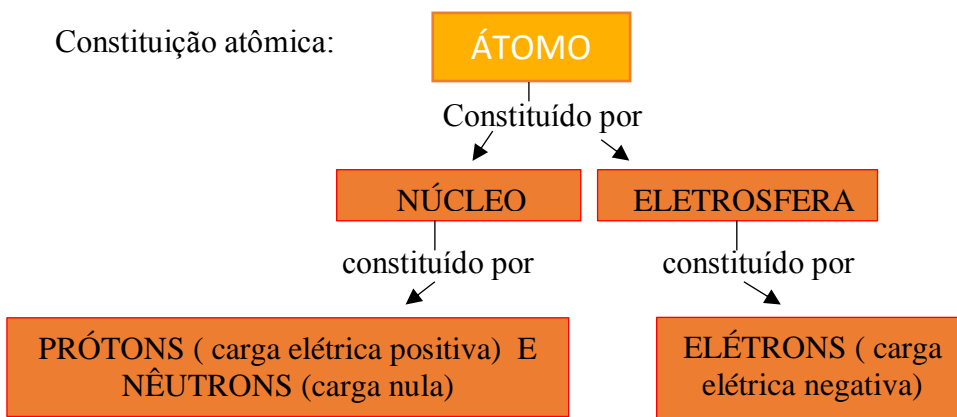 Constituição atômica:
ÁTOMO
Constituído por
NÚCLEO
ELETROSFERA
constituído por
constituído por
PRÓTONS ( carga elétrica positiva) E
NÊUTRONS (carga nula)
ELÉTRONS ( carga
elétrica negativa)